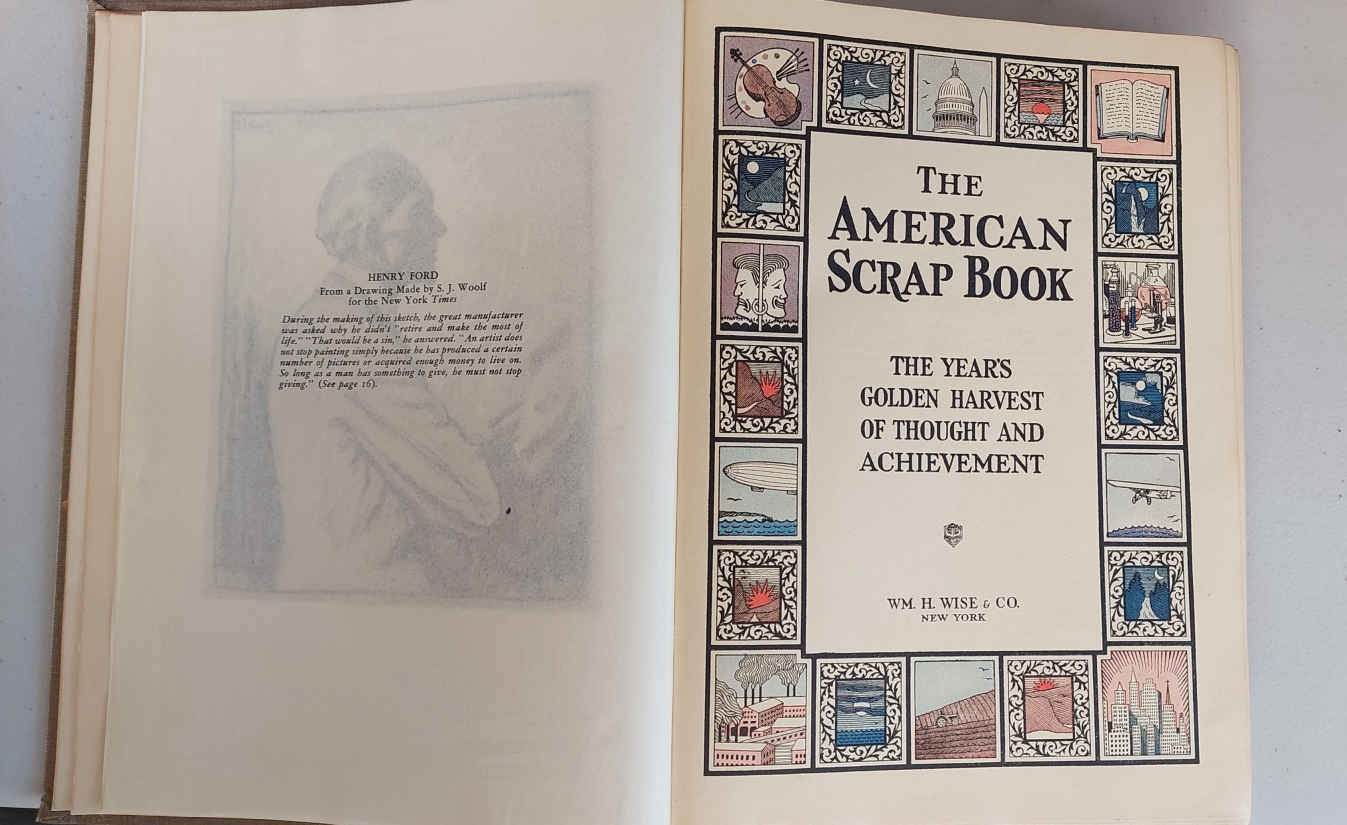 HENRY FORD
From a Drawing Made by S. J. Woolf
for the New York Times
During the making of this sketch, the great manufacturer
was asked why he didn't "retire and make the most of
life." "That would be a sin," he answered. "An artist does
not stop painting simply because he has produced a certain
number of pictures or acquired enough money to live on.
So long as a man has something to give, he must not stop
giving." (See page 16).
THE
AMERICAN
SCRAP BOOK
THE YEAR'S
GOLDEN HARVEST
OF THOUGHT AND
ACHIEVEMENT
WM. H. WISE & CO.
NEW YORK